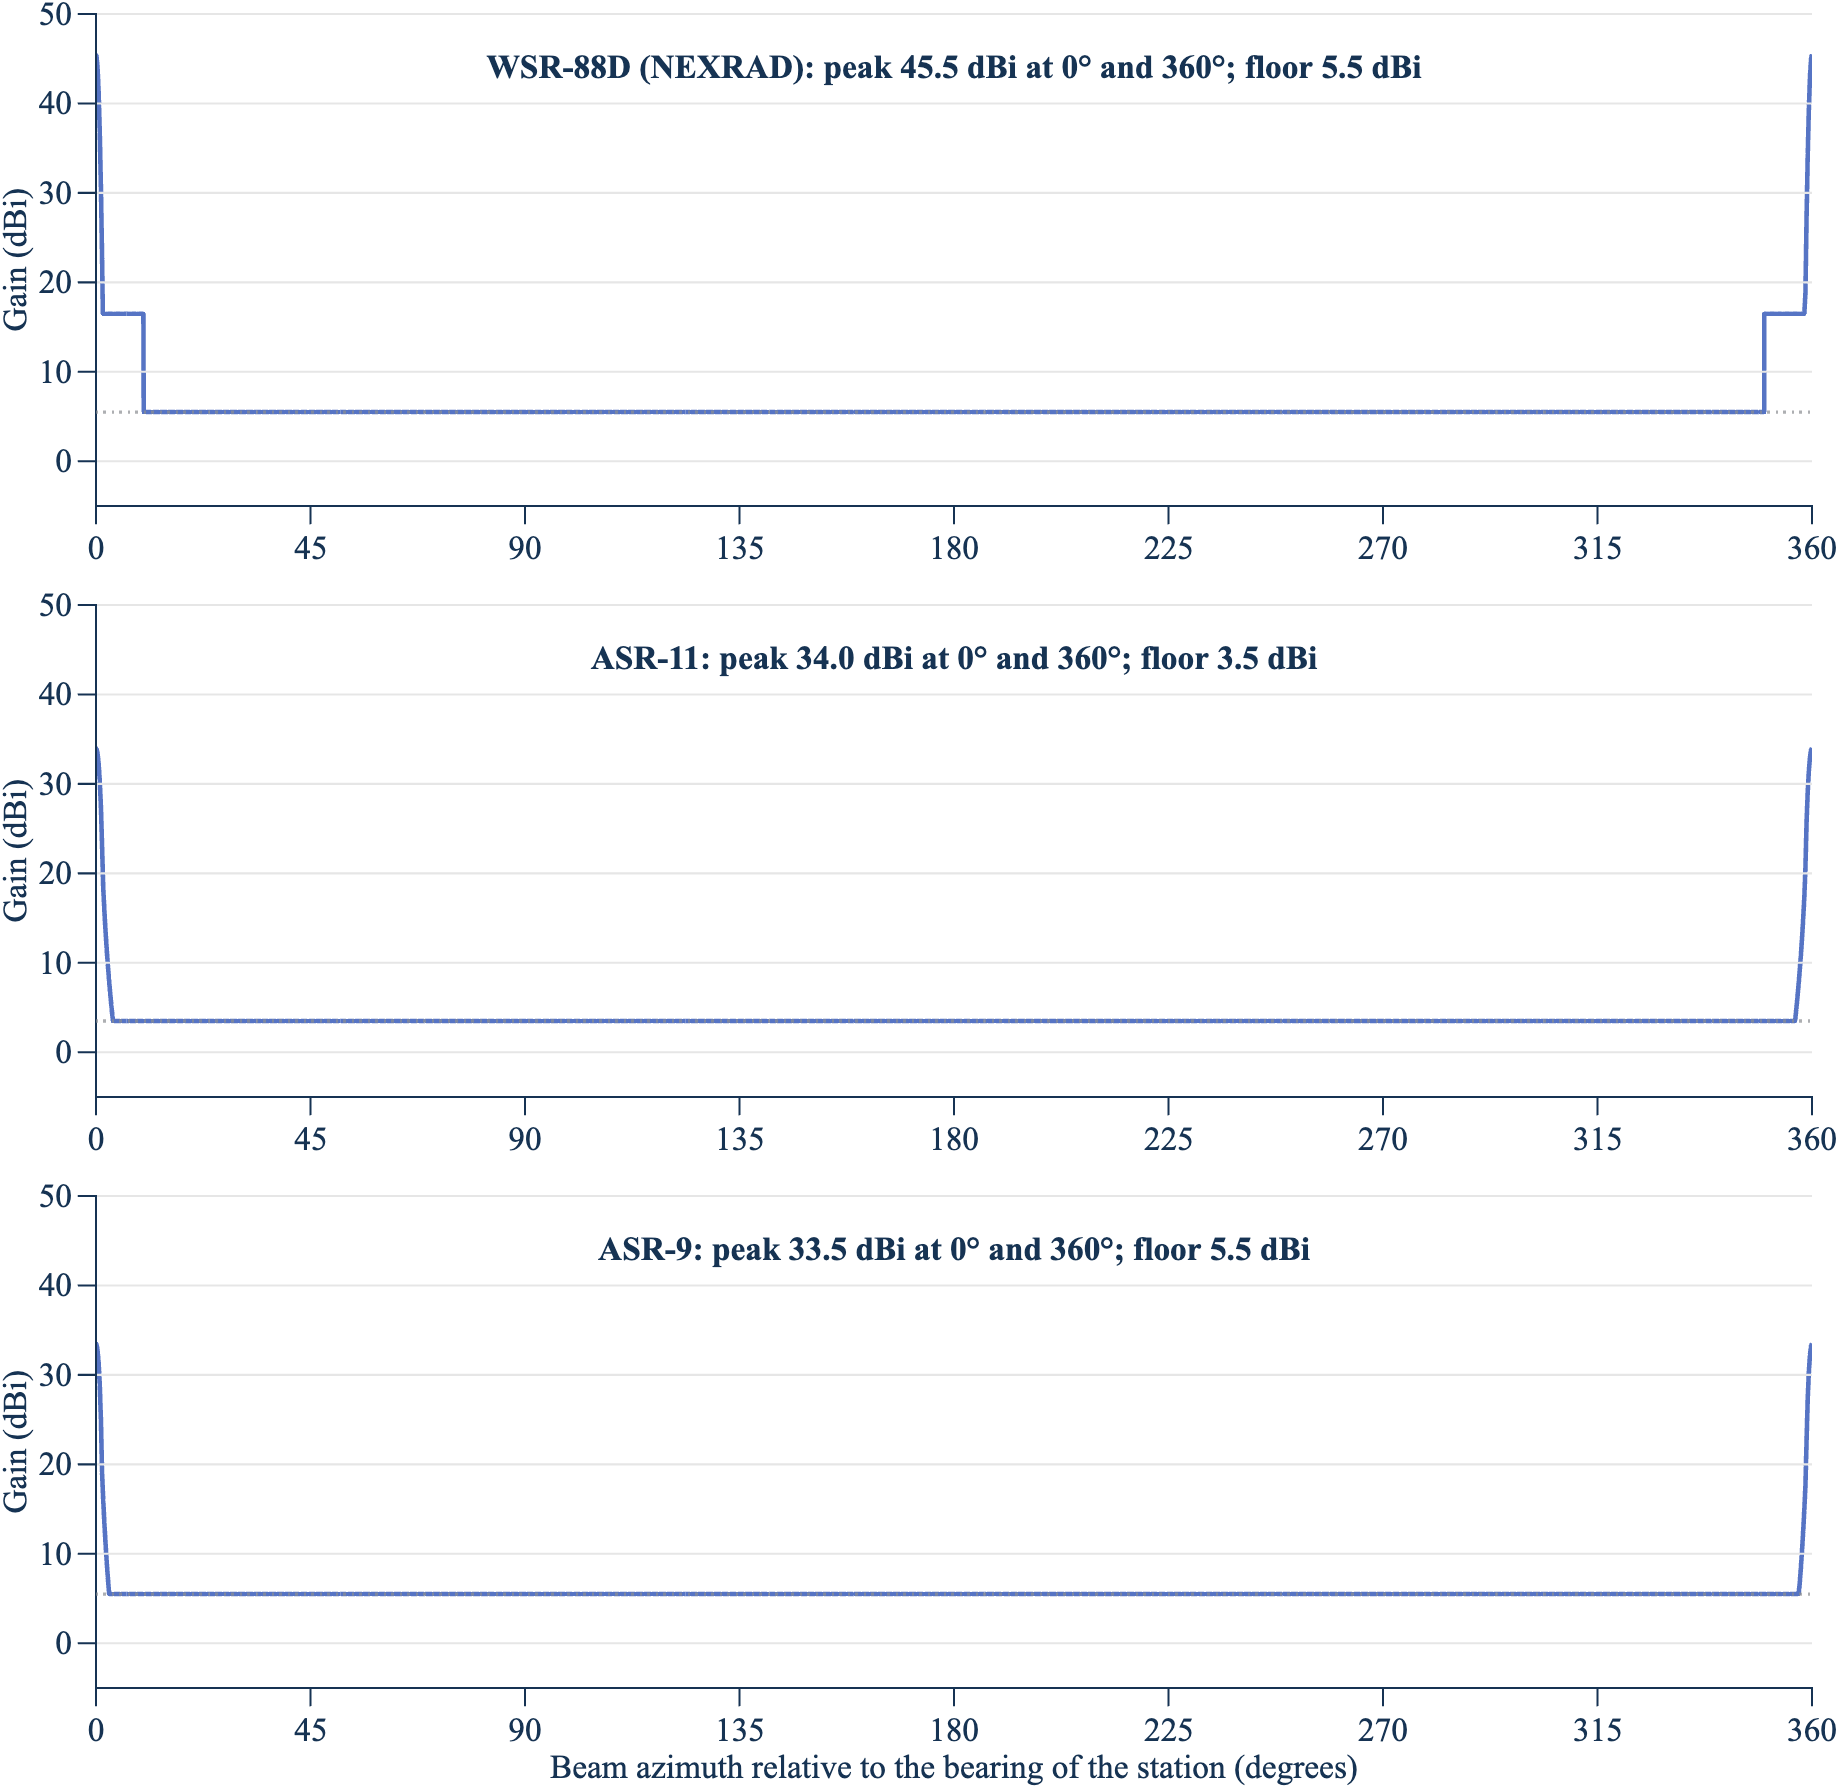 WSR-88D (NEXRAD): peak 45.5 dBi at 0° and 360°; floor 5.5 dBi
Gain (dBi)
50
40
30
20
10
0
0 45 90 135 180 225 270 315 360
ASR-11: peak 34.0 dBi at 0° and 360°; floor 3.5 dBi
Gain (dBi)
50
40
30
20
10
0
0 45 90 135 180 225 270 315 360
ASR-9: peak 33.5 dBi at 0° and 360°; floor 5.5 dBi
Gain (dBi)
50
40
30
20
10
0
0 45 90 135 180 225 270 315 360
Beam azimuth relative to the bearing of the station (degrees)